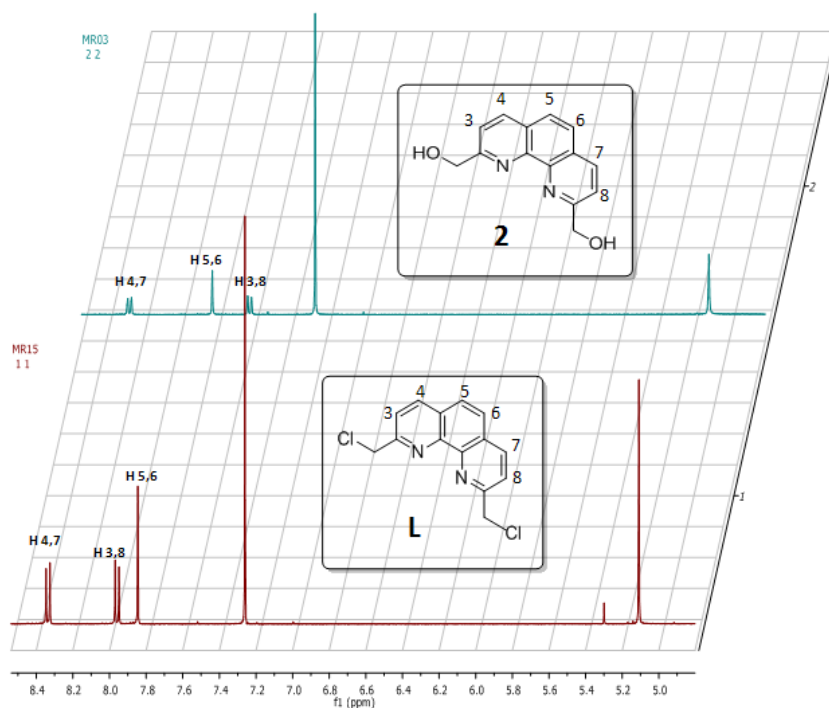 MR03
2 2
4 5 6
3 7
HO N
N 8
2
OH
2
H 4,7 H 5,6 H 3,8
MR15
1 1
4 5 6
3 7
Cl N
N 8
L
Cl
1
H 4,7 H 3,8 H 5,6
8.4 8.2 8.0 7.8 7.6 7.4 7.2 7.0 6.8 6.6 6.4 6.2 6.0 5.8 5.6 5.4 5.2 5.0
f1 (ppm)